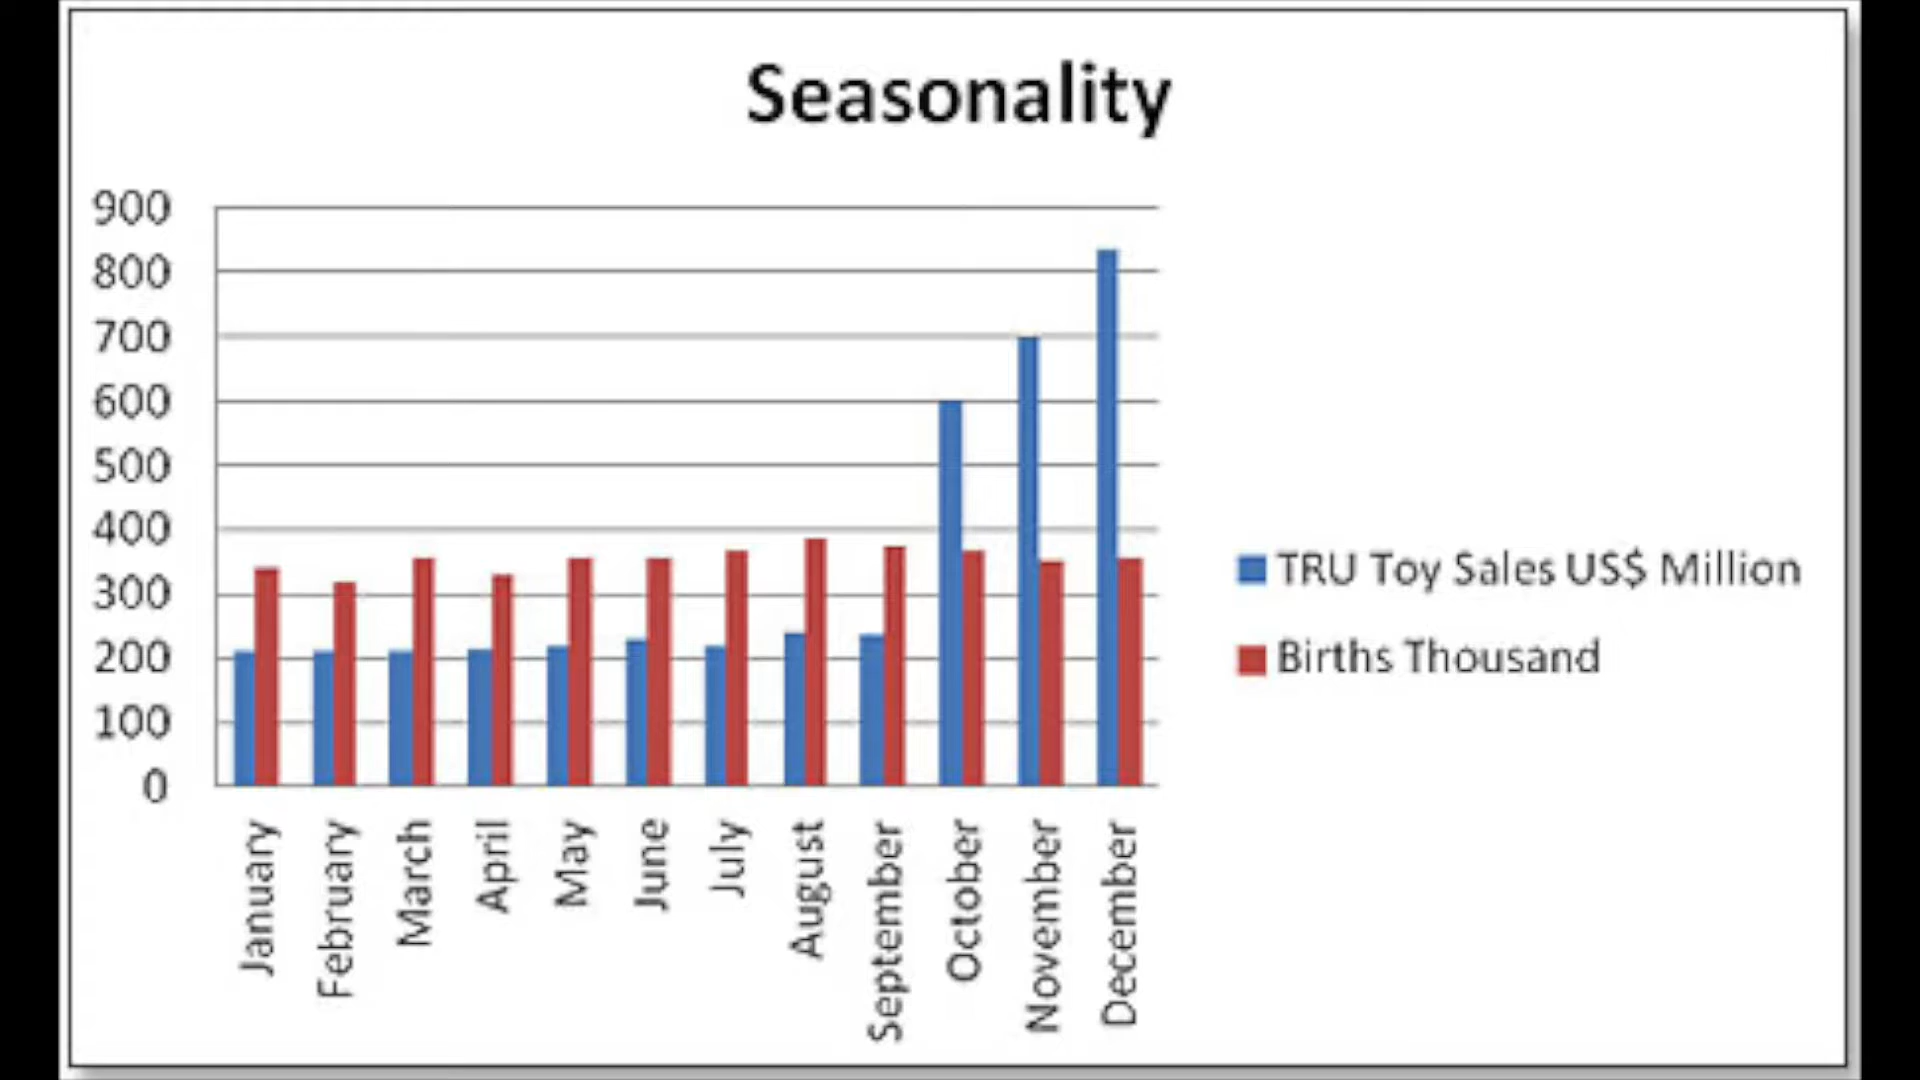 Seasonality
900
800
700
600
500
400
300
200
100
0
January
February
March
April
May
June
July
August
September
October
November
December
TRU Toy Sales US$ Million
Births Thousand